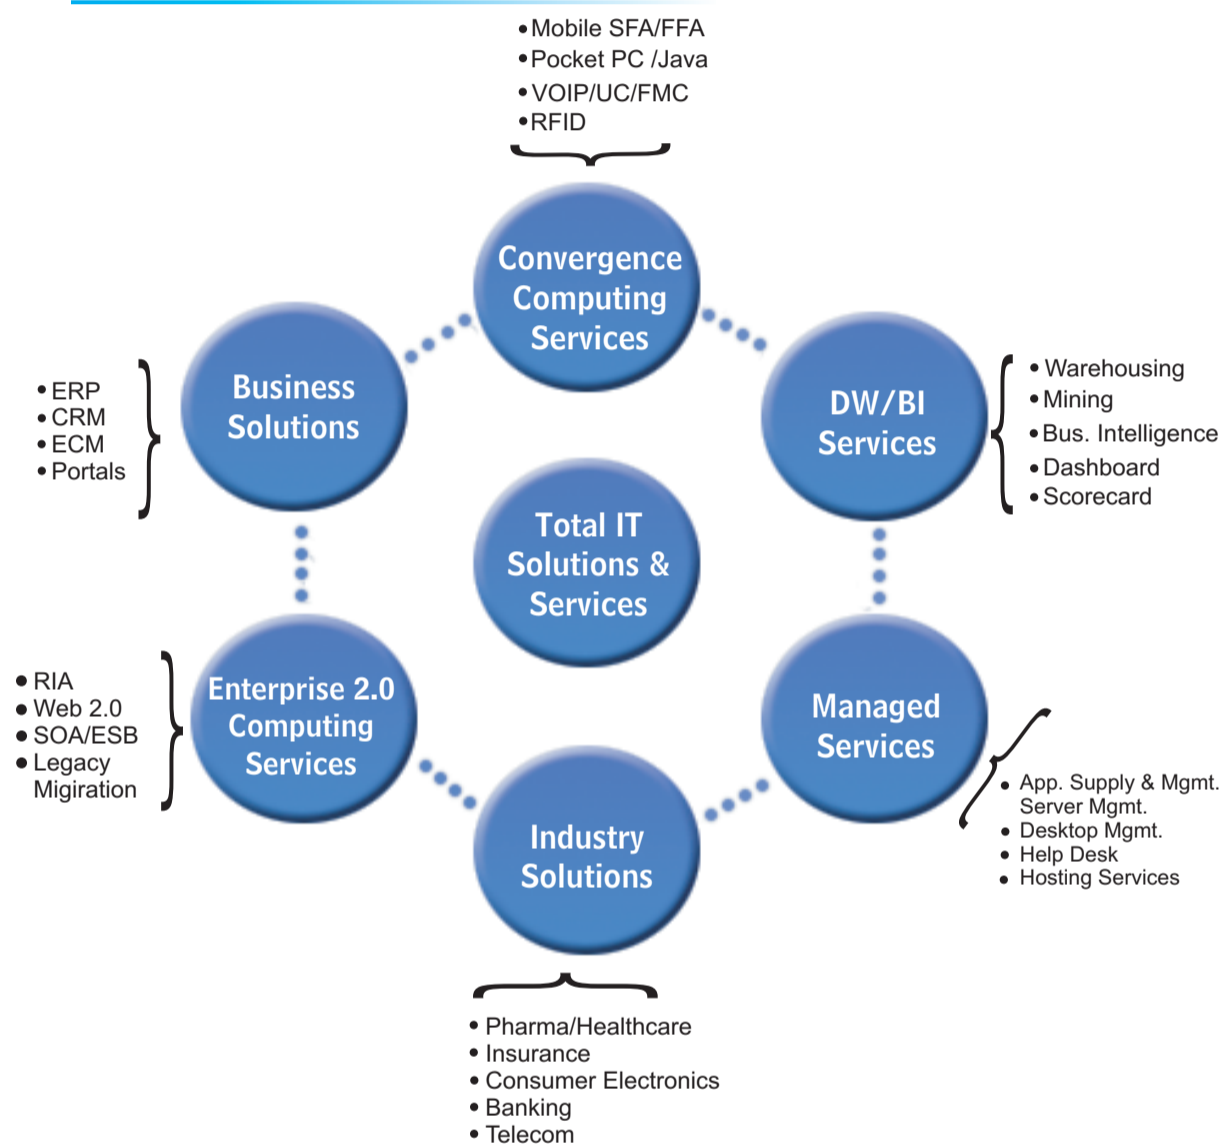 •Mobile SFA/FFA
•Pocket PC /Java
•VOIP/UC/FMC
•RFID
Convergence
Computing
Services
Business
Solutions
•ERP
•CRM
•ECM
•Portals
DW/BI
Services
•Warehousing
•Mining
•Bus. Intelligence
•Dashboard
•Scorecard
Total IT
Solutions &
Services
Enterprise 2.0
Computing
Services
•RIA
•Web 2.0
•SOA/ESB
•Legacy
Migiration
Managed
Services
•App. Supply & Mgmt.
Server Mgmt.
•Desktop Mgmt.
•Help Desk
•Hosting Services
Industry
Solutions
•Pharma/Healthcare
•Insurance
•Consumer Electronics
•Banking
•Telecom